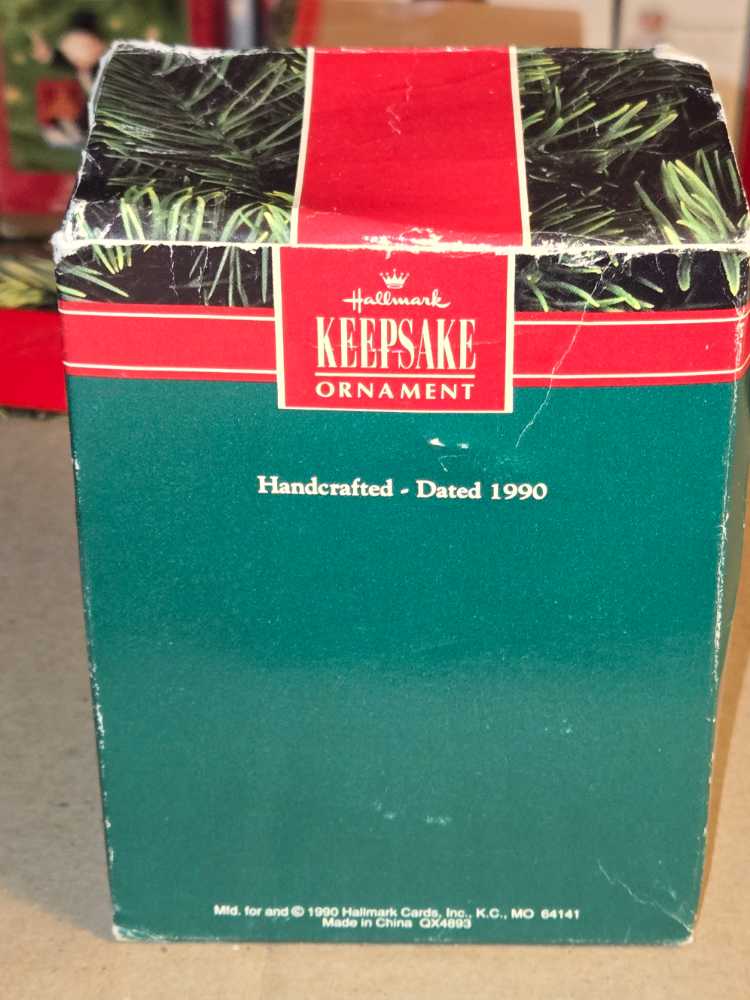 Hallmark
KEEPSAKE
ORNAMENT
Handcrafted - Dated 1990
Mfd. for and © 1990 Hallmark Cards, Inc., K.C., MO 64141
Made in China QX4893